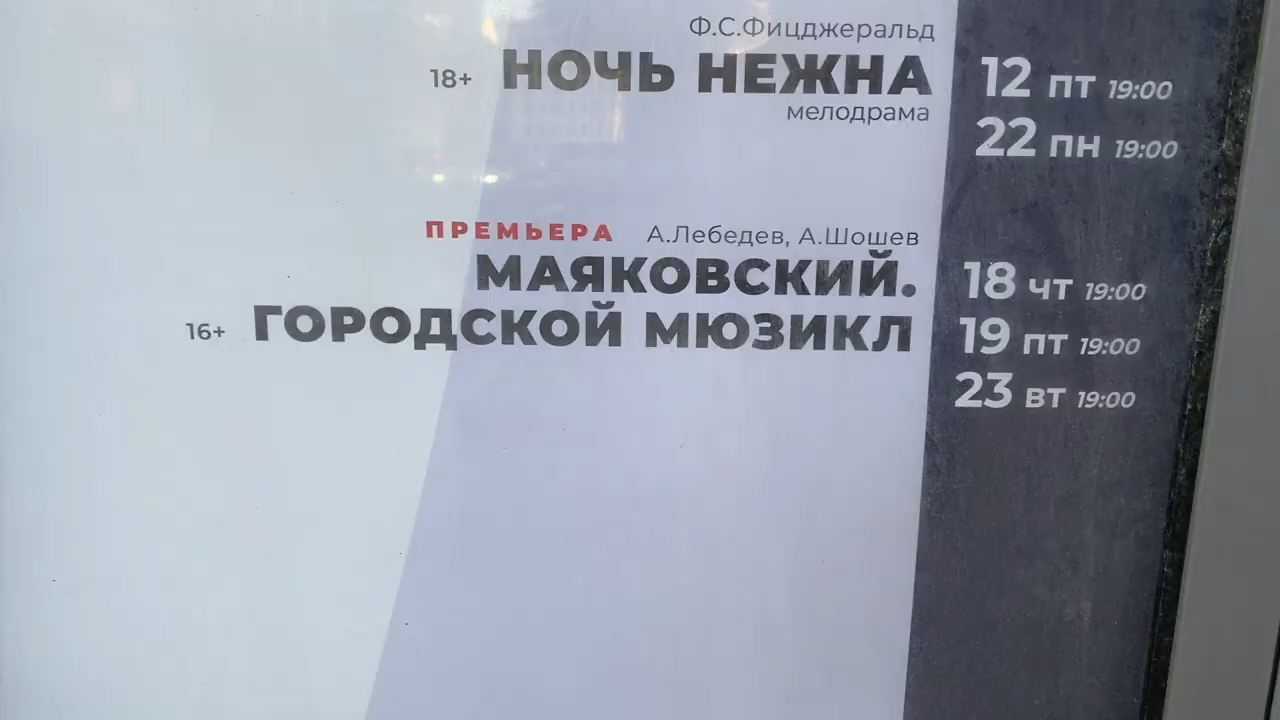 Ф.С.Фицджеральд
18+ НОЧЬ НЕЖНА 12 пт 19:00
мелодрама 22 пн 19:00
ПРЕМЬЕРА А.Лебедев, А.Шошев
МАЯКОВСКИЙ. 18 чт 19:00
16+ ГОРОДСКОЙ МЮЗИКЛ 19 пт 19:00
23 вт 19:00